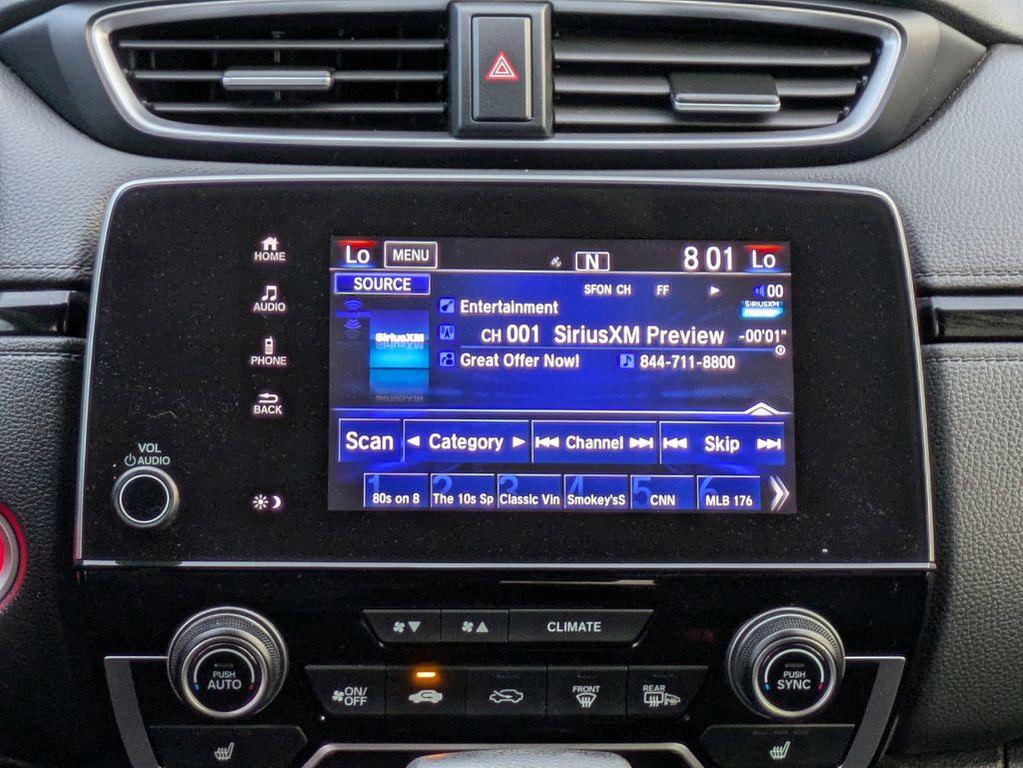 Lo MENU N 8 01 Lo
SOURCE
SFON CH FF 00
Entertainment
SiriusXM
SiriusXM
CH 001 SiriusXM Preview -00'01"
Great Offer Now! 844-711-8800
Scan Category Channel Skip
1 2 3 4 5 6
80s on 8 The 10s Sp Classic Vin Smokey'sS CNN MLB 176
HOME
AUDIO
PHONE
BACK
VOL
AUDIO
CLIMATE
PUSH
AUTO
ON/
OFF
FRONT
REAR
PUSH
SYNC